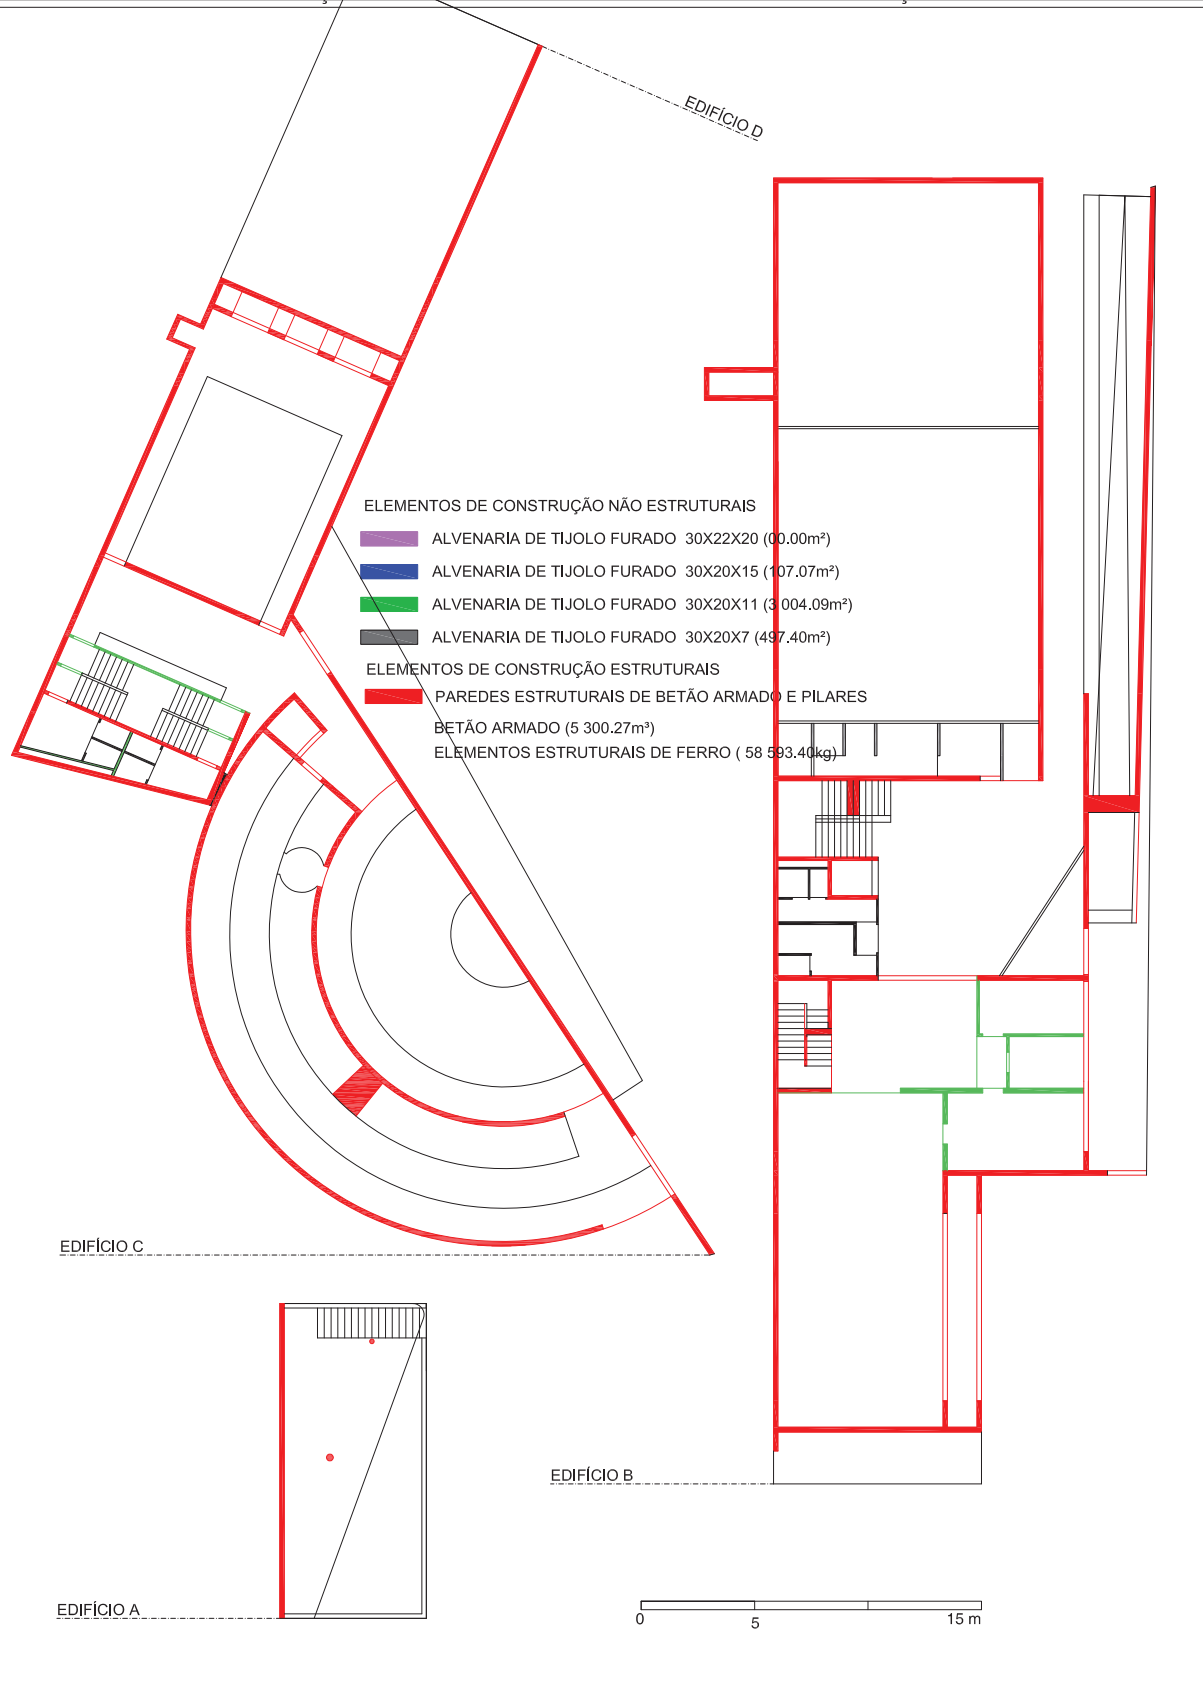 EDIFÍCIO D
ELEMENTOS DE CONSTRUÇÃO NÃO ESTRUTURAIS
ALVENARIA DE TIJOLO FURADO 30X22X20 (00.00m²)
ALVENARIA DE TIJOLO FURADO 30X20X15 (107.07m²)
ALVENARIA DE TIJOLO FURADO 30X20X11 (3 004.09m²)
ALVENARIA DE TIJOLO FURADO 30X20X7 (497.40m²)
ELEMENTOS DE CONSTRUÇÃO ESTRUTURAIS
PAREDES ESTRUTURAIS DE BETÃO ARMADO E PILARES
BETÃO ARMADO (5 300.27m³)
ELEMENTOS ESTRUTURAIS DE FERRO ( 58 593.40kg)
EDIFÍCIO C
EDIFÍCIO B
EDIFÍCIO A
0 5 15 m